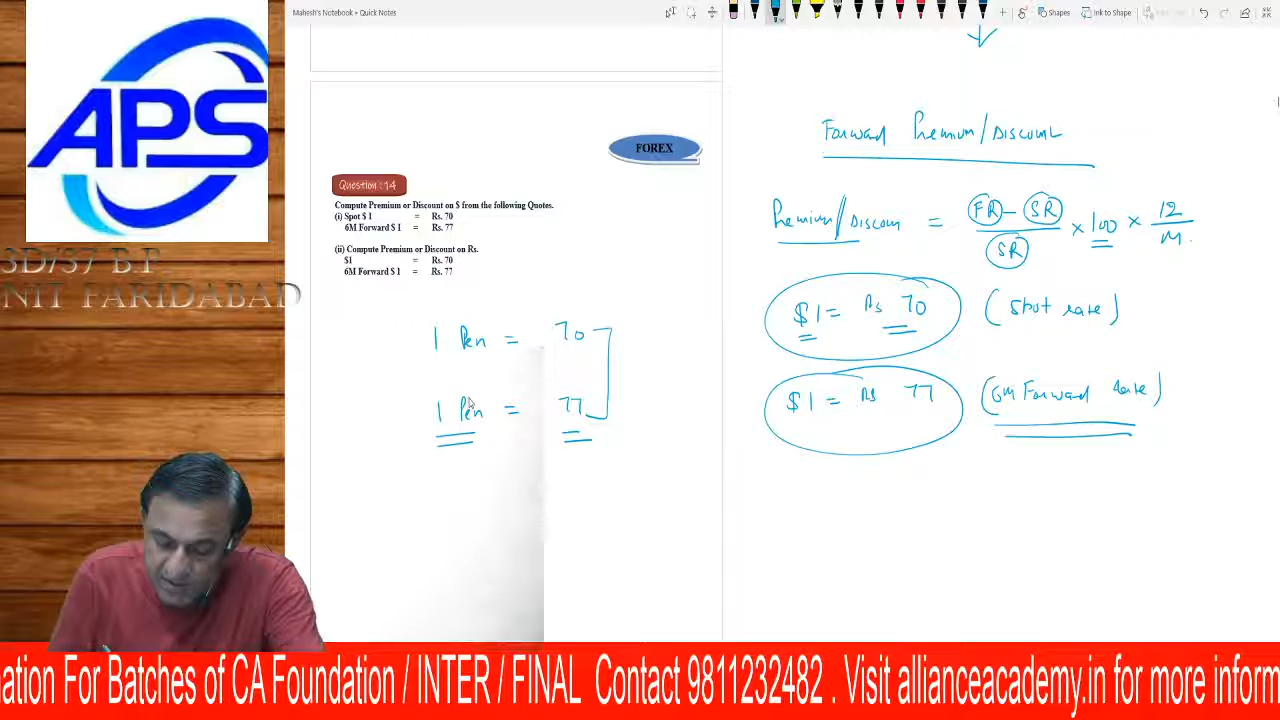 Mahesh's Notebook » Quick Notes
Shapes
Ink to Shape
APS
3D/37 B.P.
NIT FARIDABAD
FOREX
Question : 14
Compute Premium or Discount on $ from the following Quotes.
(i) Spot $ 1 = Rs. 70
6M Forward $ 1 = Rs. 77
(ii) Compute Premium or Discount on Rs.
$1 = Rs. 70
6M Forward $ 1 = Rs. 77
1 Pen = 70
1 Pen = 77
Forward Premium/Discount
Premium/Discoun = FR - SR / SR × 100 × 12 / M.
$1 = Rs 70 (Spot rate)
$1 = Rs 77 (6M Forward rate)
nation For Batches of CA Foundation / INTER / FINAL Contact 9811232482 . Visit allianceacademy.in for more inform